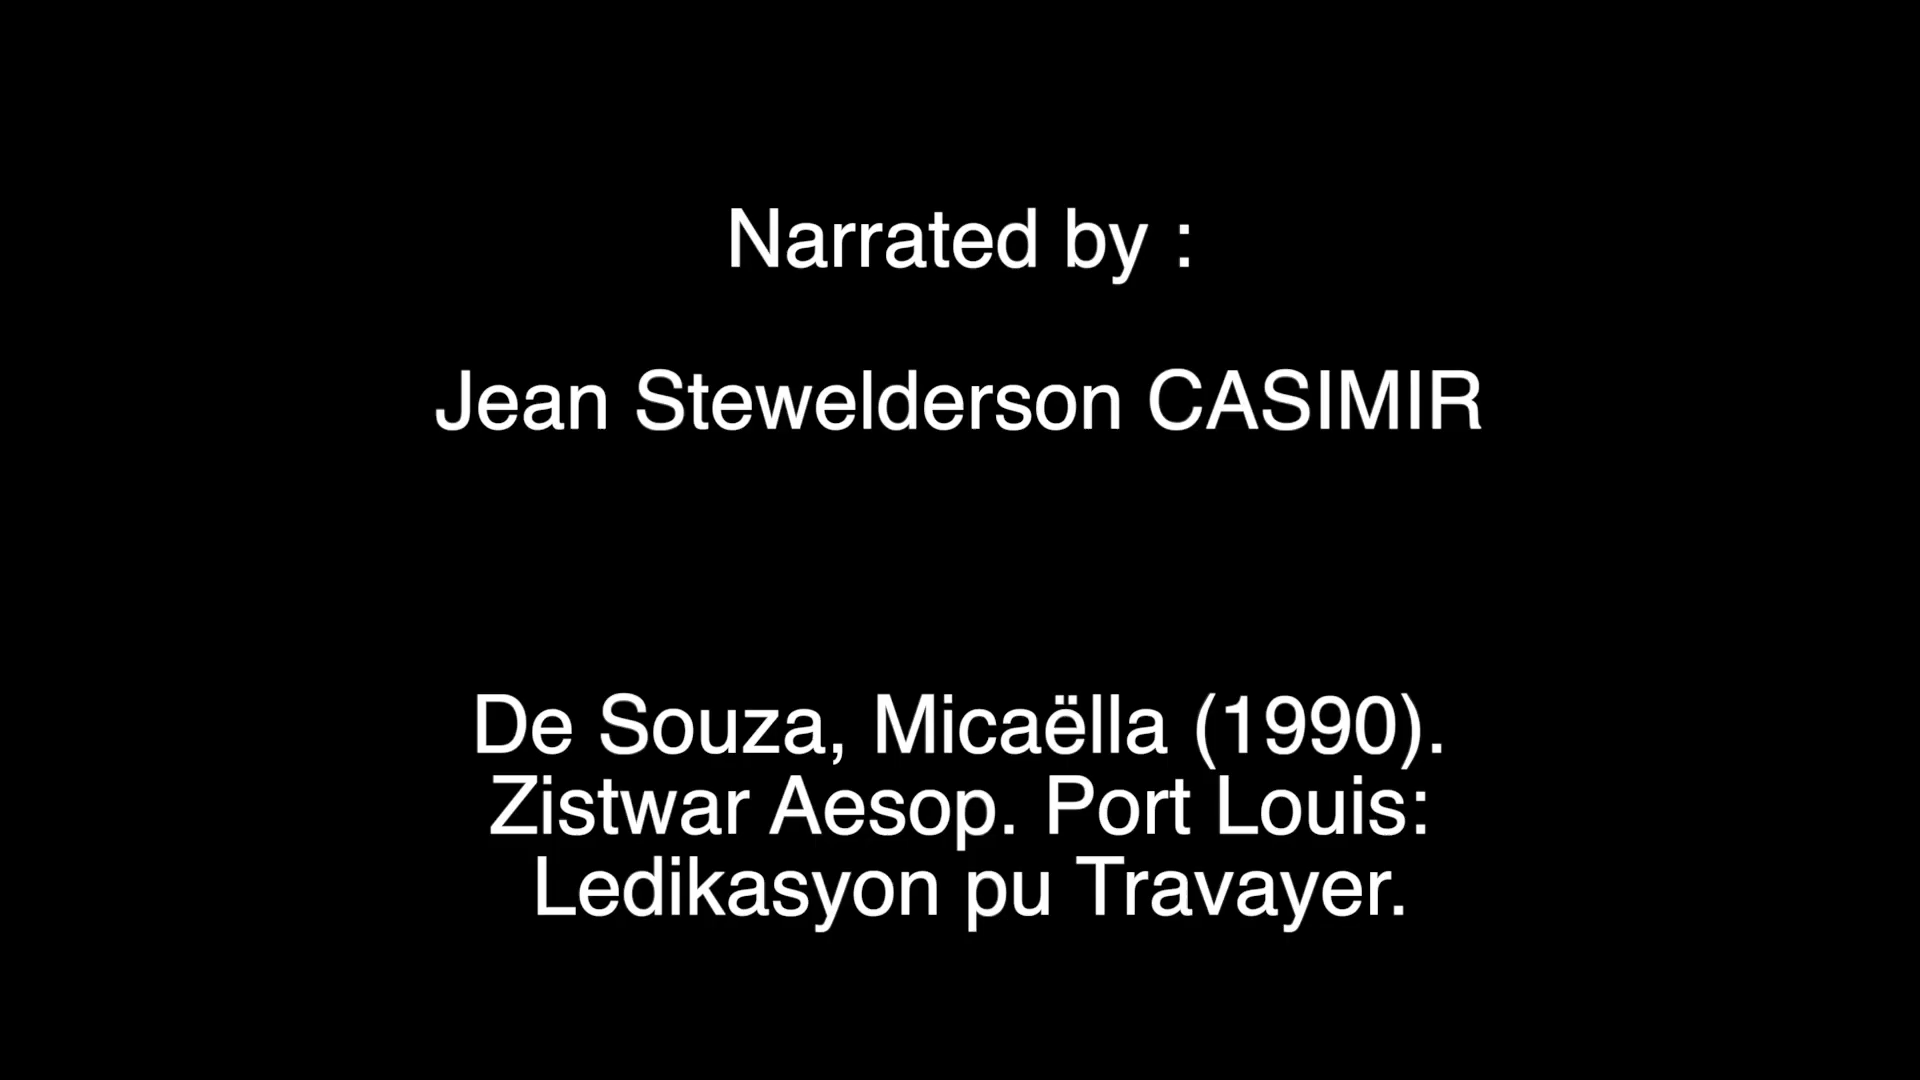 Narrated by :
Jean Stewelderson CASIMIR
De Souza, Micaëlla (1990).
Zistwar Aesop. Port Louis:
Ledikasyon pu Travayer.